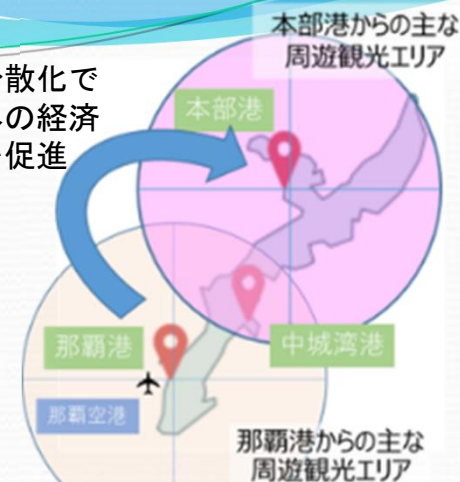 本部港からの主な
周遊観光エリア
散化で
の経済
促進
本部港
那覇港
中城湾港
那覇空港
那覇港からの主な
周遊観光エリア